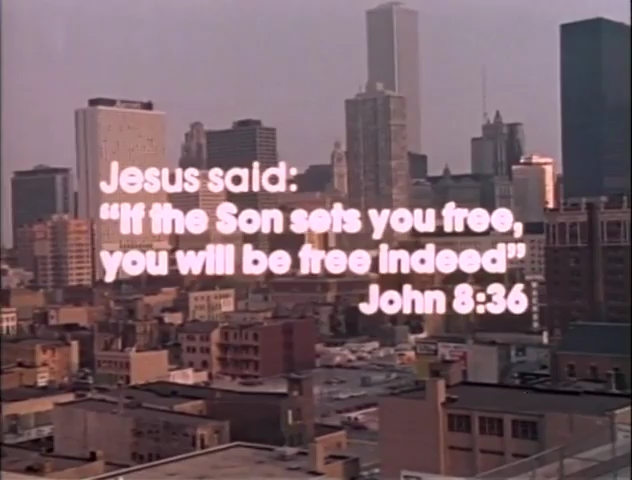 Jesus said:
“If the Son sets you free,
you will be free indeed”
John 8:36